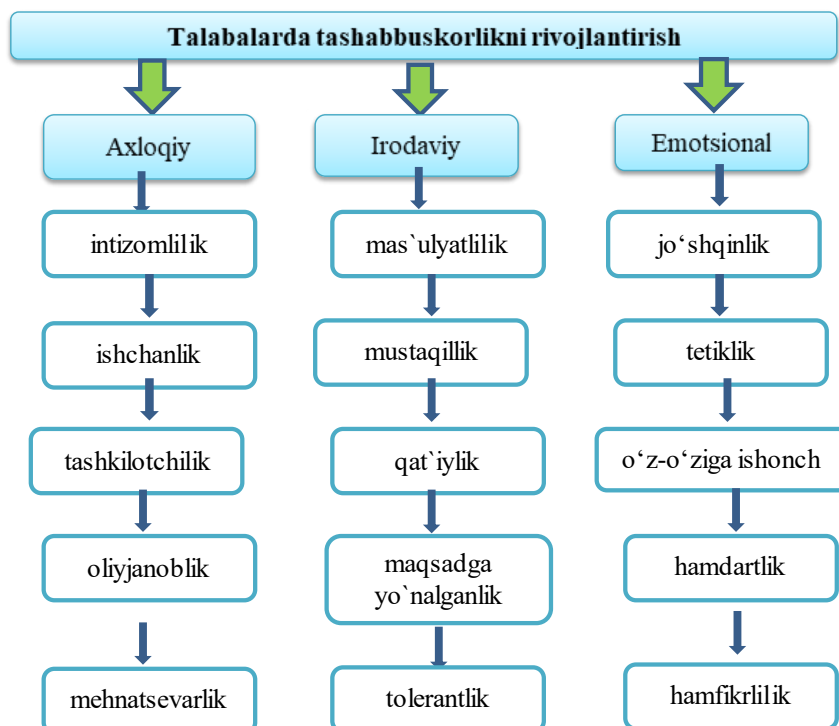 Talabalarda tashabbuskorlikni rivojlantirish
Axloqiy
Irodaviy
Emotsional
intizomlilik
mas`ulyatlilik
jo‘shqinlik
ishchanlik
mustaqillik
tetiklik
tashkilotchilik
qat`iylik
o‘z-o‘ziga ishonch
oliyjanoblik
maqsadga
yo`nalganlik
hamdartlik
mehnatsevarlik
tolerantlik
hamfikrlilik